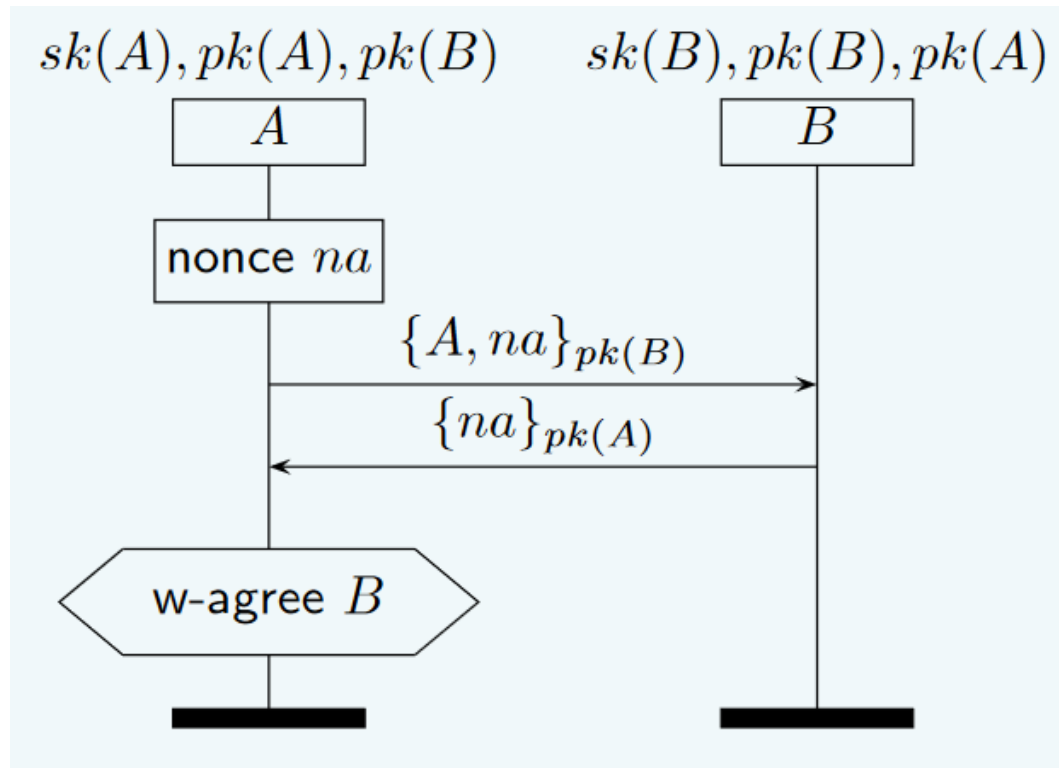 sk(A), pk(A), pk(B)
sk(B), pk(B), pk(A)
A
B
nonce na
{A, na}pk(B)
{na}pk(A)
w-agree B